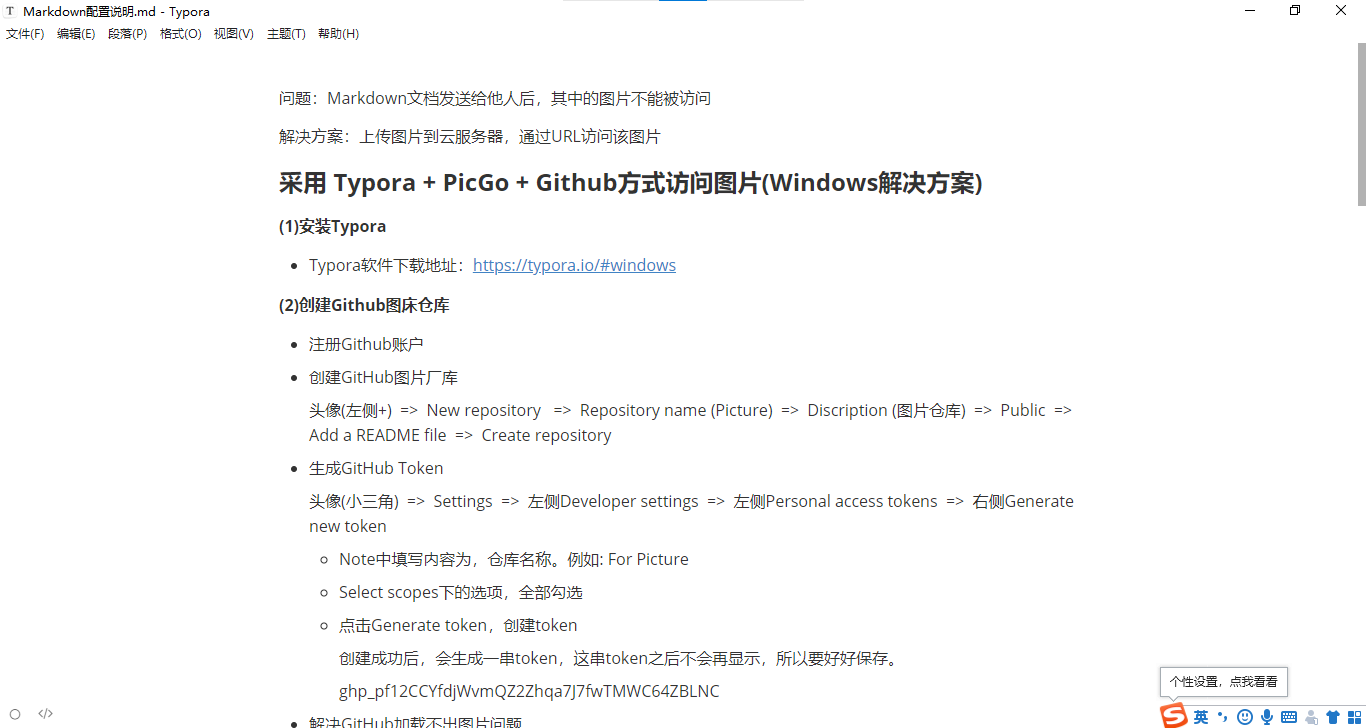 Markdown配置说明.md - Typora
文件(F) 编辑(E) 段落(P) 格式(O) 视图(V) 主题(T) 帮助(H)
问题：Markdown文档发送给他人后，其中的图片不能被访问
解决方案：上传图片到云服务器，通过URL访问该图片
采用 Typora + PicGo + Github方式访问图片(Windows解决方案)
(1)安装Typora
Typora软件下载地址：https://typora.io/#windows
(2)创建Github图床仓库
注册Github账户
创建GitHub图片厂库
头像(左侧+) => New repository => Repository name (Picture) => Discription (图片仓库) => Public =>
Add a README file => Create repository
生成GitHub Token
头像(小三角) => Settings => 左侧Developer settings => 左侧Personal access tokens => 右侧Generate
new token
Note中填写内容为，仓库名称。例如: For Picture
Select scopes下的选项，全部勾选
点击Generate token，创建token
创建成功后，会生成一串token，这串token之后不会再显示，所以要好好保存。
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
解决GitHub加载不出图片问题
个性设置，点我看看
英